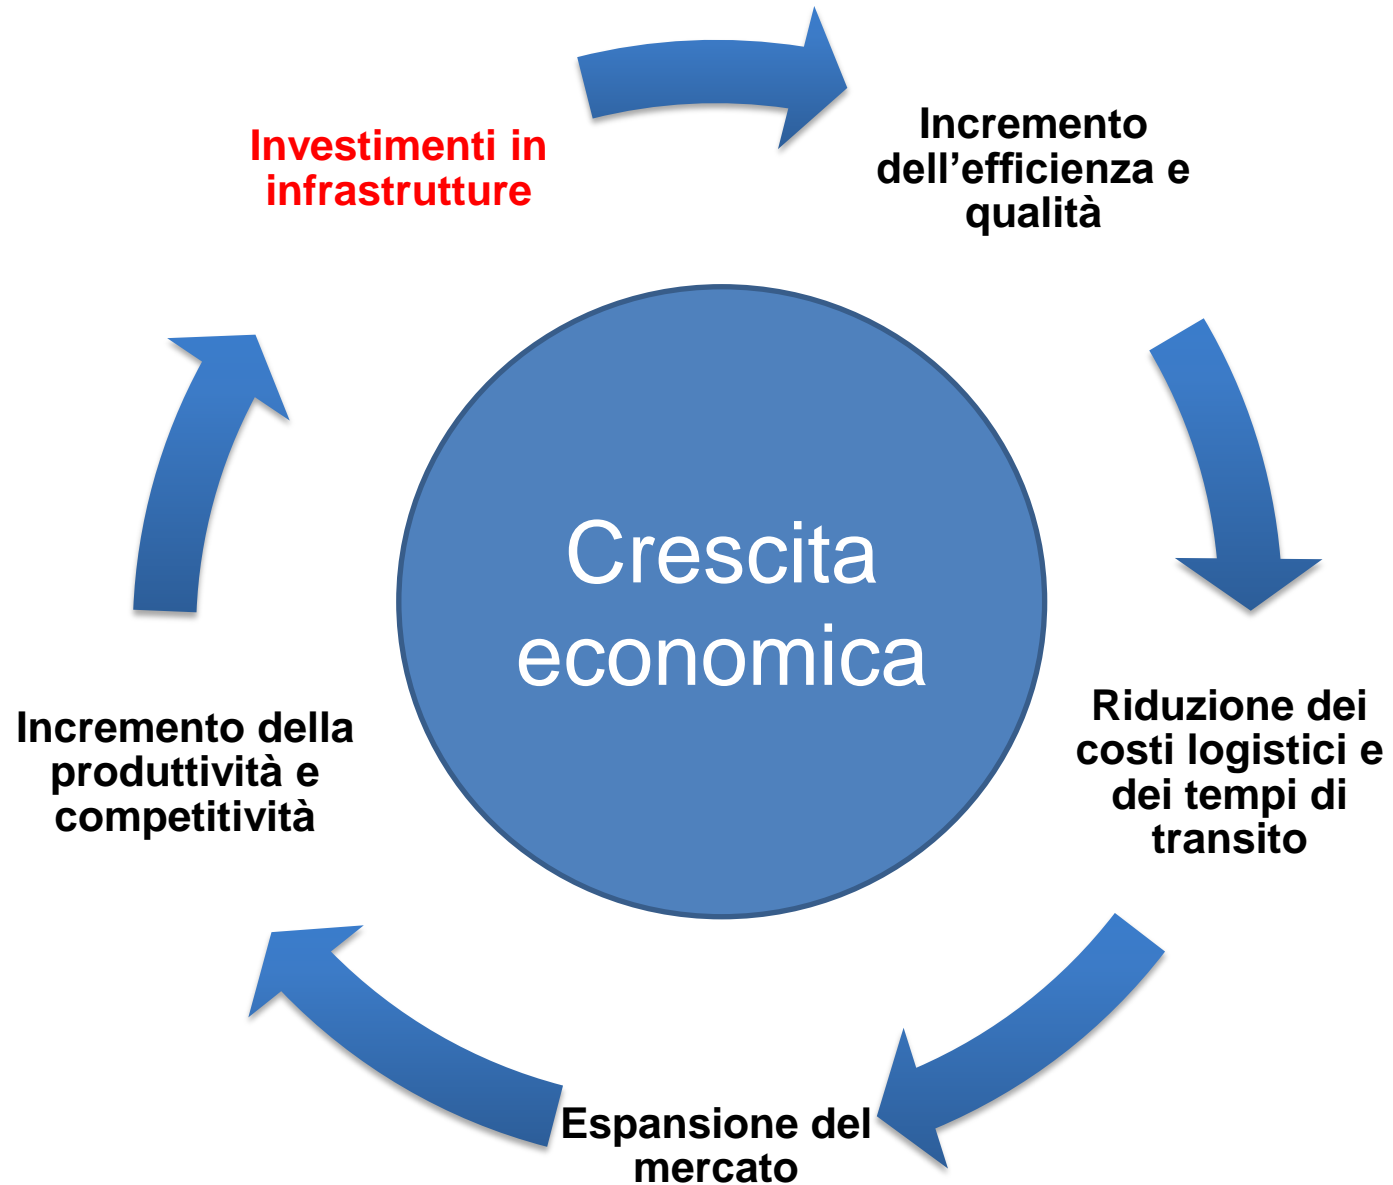 Investimenti in
infrastrutture
Incremento
dell’efficienza e
qualità
Riduzione dei
costi logistici e
dei tempi di
transito
Espansione del
mercato
Incremento della
produttività e
competitività
Crescita
economica